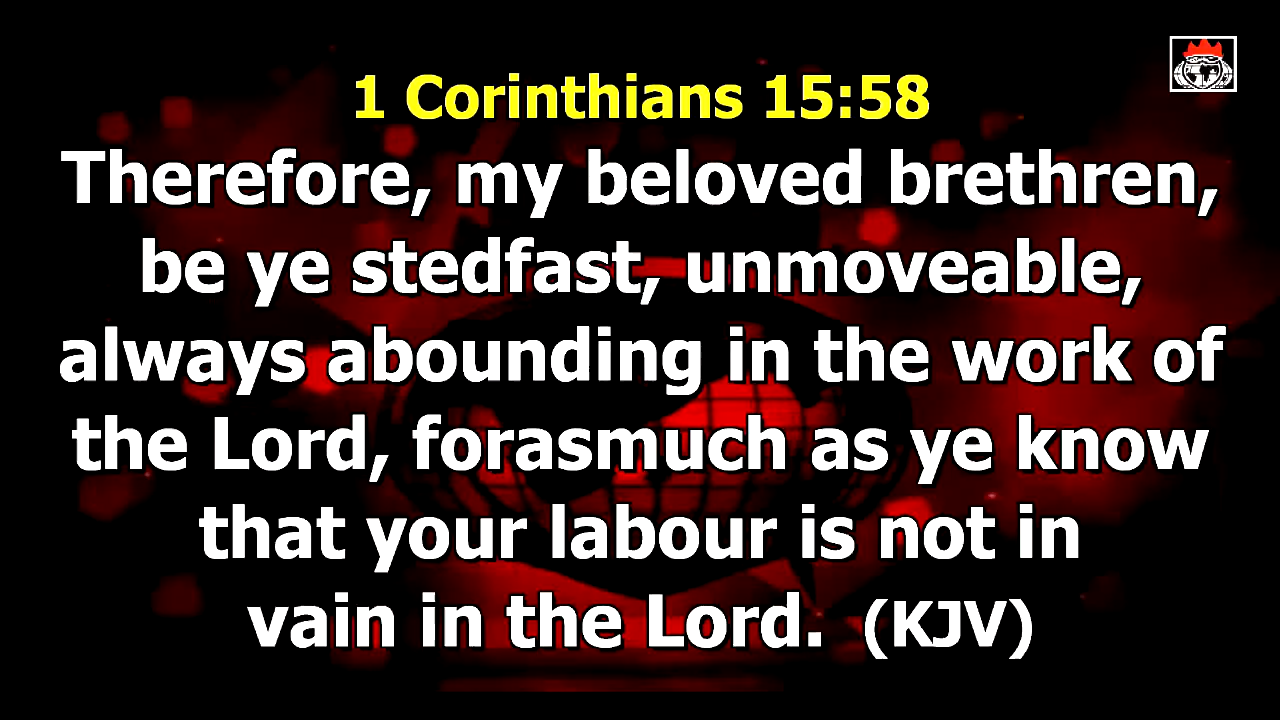 1 Corinthians 15:58
Therefore, my beloved brethren,
be ye stedfast, unmoveable,
always abounding in the work of
the Lord, forasmuch as ye know
that your labour is not in
vain in the Lord. (KJV)